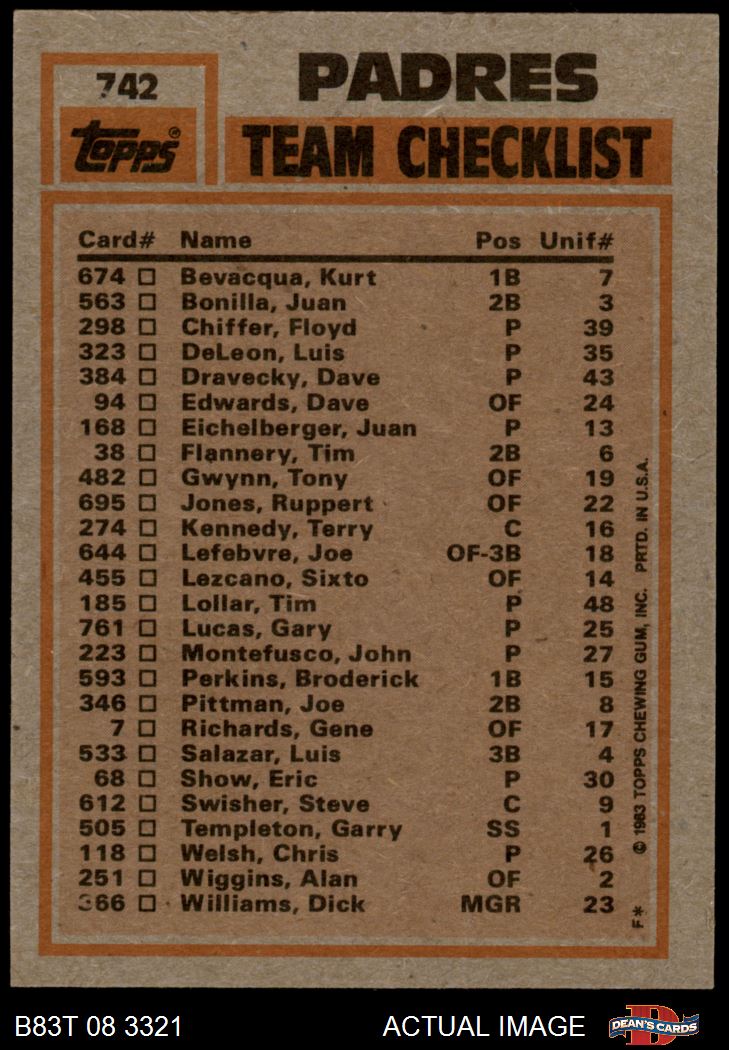 742
PADRES
Topps®
TEAM CHECKLIST
Card# Name Pos Unif#
674 Bevacqua, Kurt 1B 7
563 Bonilla, Juan 2B 3
298 Chiffer, Floyd P 39
323 DeLeon, Luis P 35
384 Dravecky, Dave P 43
94 Edwards, Dave OF 24
168 Eichelberger, Juan P 13
38 Flannery, Tim 2B 6
482 Gwynn, Tony OF 19
695 Jones, Ruppert OF 22
274 Kennedy, Terry C 16
644 Lefebvre, Joe OF-3B 18
455 Lezcano, Sixto OF 14
185 Lollar, Tim P 48
761 Lucas, Gary P 25
223 Montefusco, John P 27
593 Perkins, Broderick 1B 15
346 Pittman, Joe 2B 8
7 Richards, Gene OF 17
533 Salazar, Luis 3B 4
68 Show, Eric P 30
612 Swisher, Steve C 9
505 Templeton, Garry SS 1
118 Welsh, Chris P 26
251 Wiggins, Alan OF 2
366 Williams, Dick MGR 23
F* © 1983 TOPPS CHEWING GUM, INC. PRTD. IN U.S.A.
B83T 08 3321 ACTUAL IMAGE DEAN'S CARDS